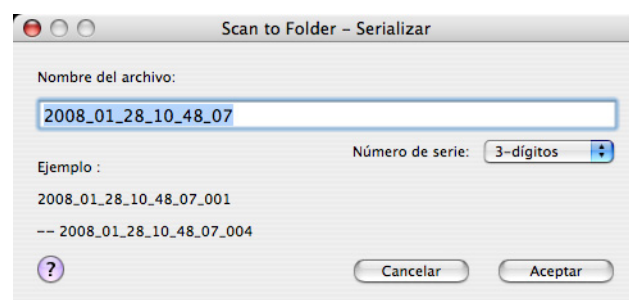 Scan to Folder – Serializar
Nombre del archivo:
2008_01_28_10_48_07
Número de serie: 3-dígitos
Ejemplo :
2008_01_28_10_48_07_001
-- 2008_01_28_10_48_07_004
? Cancelar Aceptar